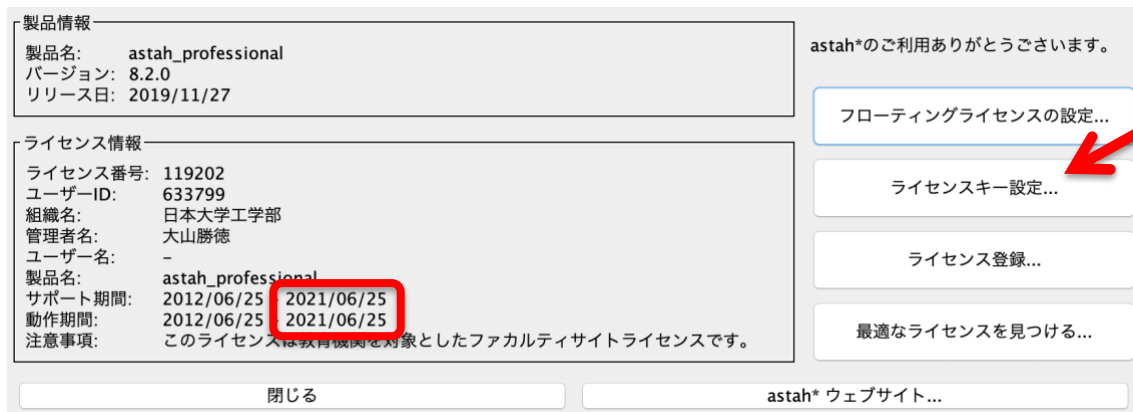 製品情報
製品名: astah_professional
バージョン: 8.2.0
リリース日: 2019/11/27
ライセンス情報
ライセンス番号: 119202
ユーザーID: 633799
組織名: 日本大学工学部
管理者名: 大山勝徳
ユーザー名: –
製品名: astah_professional
サポート期間: 2012/06/25 - 2021/06/25
動作期間: 2012/06/25 - 2021/06/25
注意事項: このライセンスは教育機関を対象としたファカルティサイトライセンスです。
astah*のご利用ありがとうございます。
フローティングライセンスの設定...
ライセンスキー設定...
ライセンス登録...
最適なライセンスを見つける...
閉じる
astah* ウェブサイト...